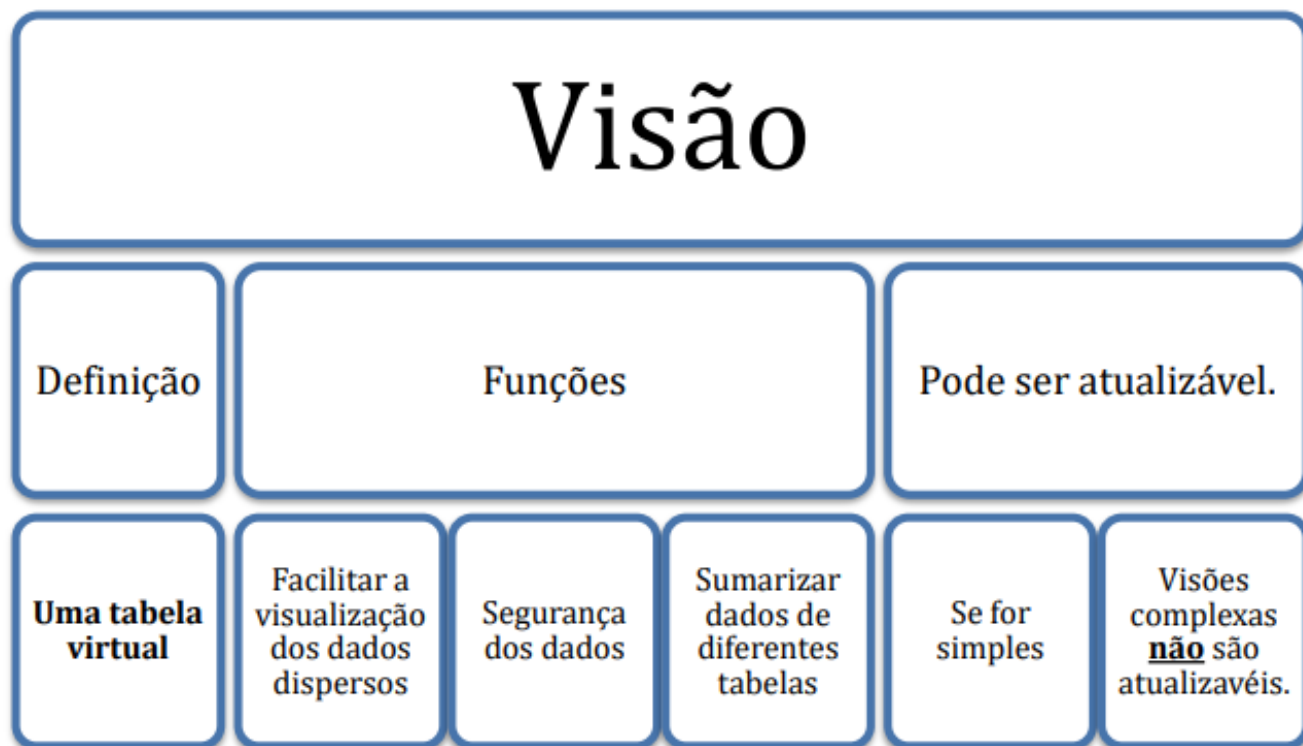 Visão
Definição
Funções
Pode ser atualizável.
Uma tabela
virtual
Facilitar a
visualização
dos dados
dispersos
Segurança
dos dados
Sumarizar
dados de
diferentes
tabelas
Se for
simples
Visões
complexas
não são
atualizavéis.